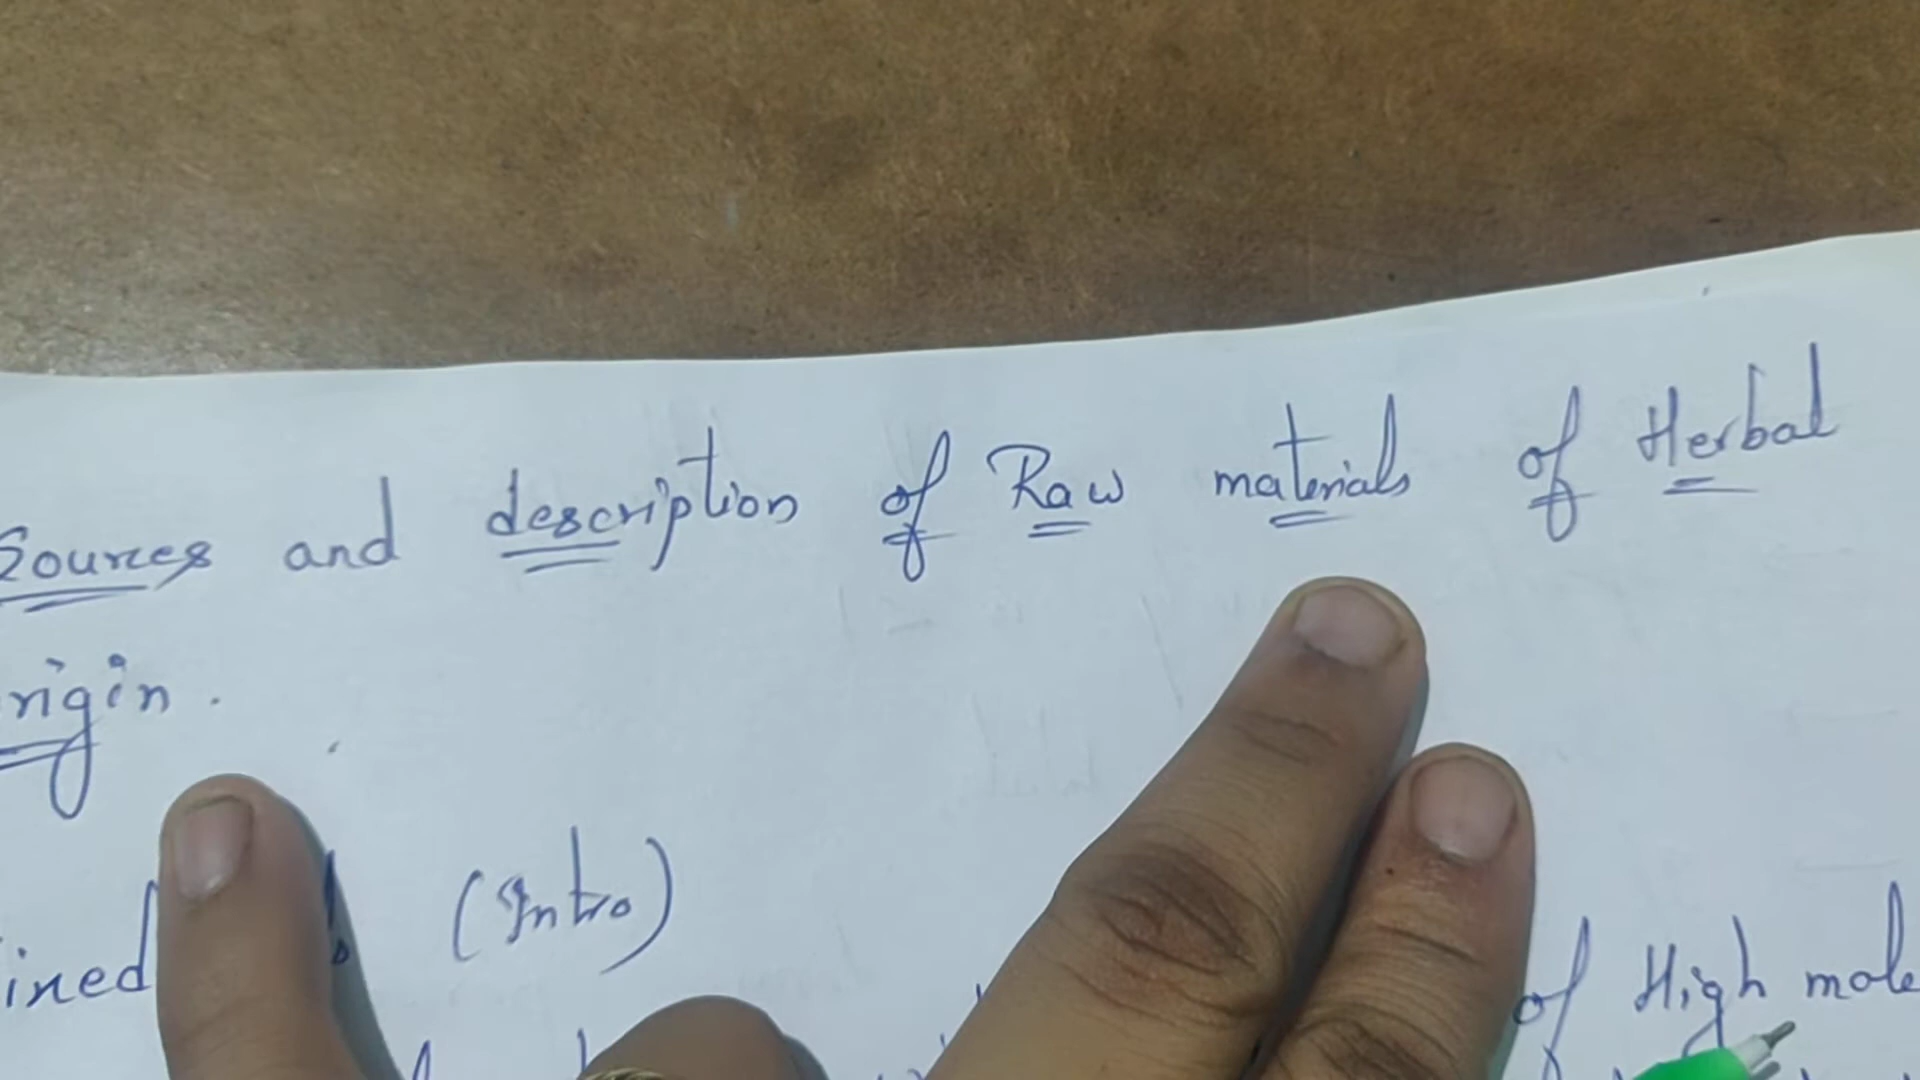 Sources and description of Raw materials of Herbal
rigin.
(Intro)
ined of High mole